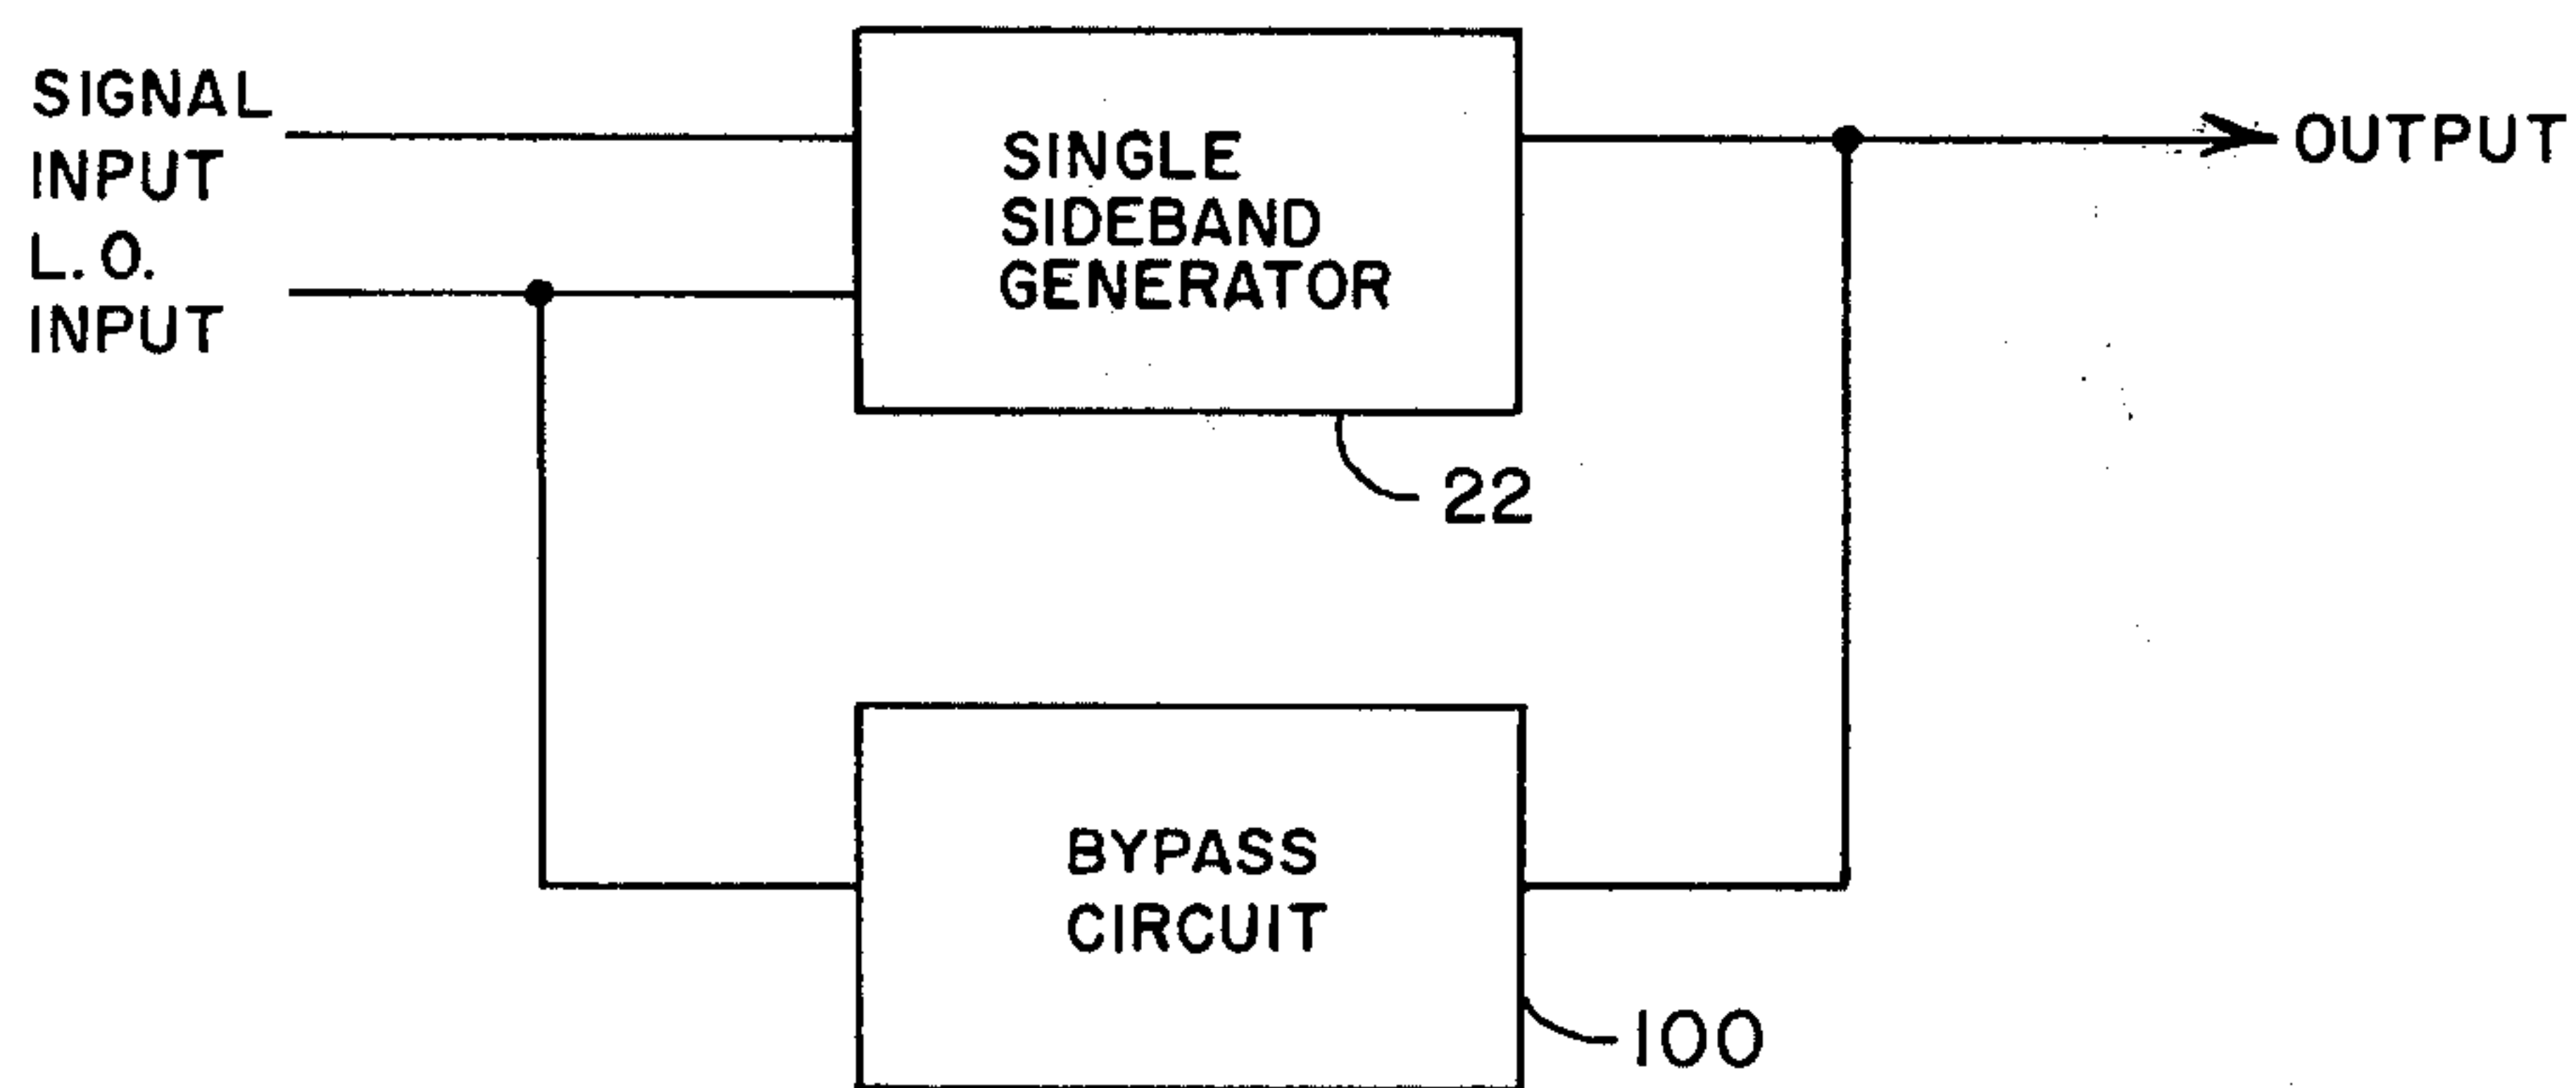 SIGNAL
INPUT
L.O.
INPUT
SINGLE
SIDEBAND
GENERATOR
OUTPUT
22
BYPASS
CIRCUIT
100